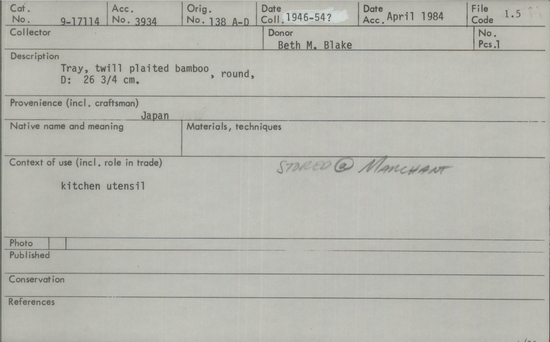 Cat. No. 9-17114 Acc. No. 3934 Orig. No. 138 A-D Date Coll. 1946-54? Date Acc. April 1984 File Code 1.5
Collector Donor Beth M. Blake No. Pcs. 1
Description
Tray, twill plaited bamboo, round,
D: 26 3/4 cm.
Provenience (incl. craftsman)
Japan
Native name and meaning Materials, techniques
Context of use (incl. role in trade) STORED @ MARCHANT
kitchen utensil
Photo
Published
Conservation
References